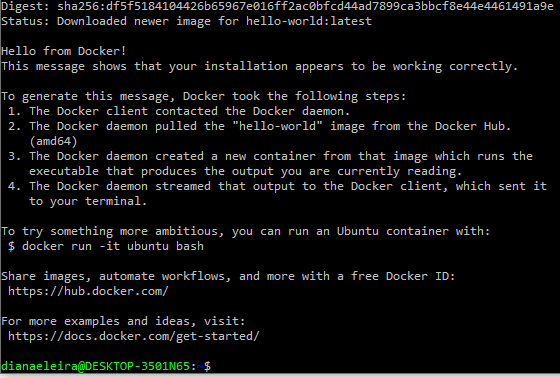 Digest: sha256:df5f5184104426b65967e016ff2ac0bfcd44ad7899ca3bbcf8e44e4461491a9e
Status: Downloaded newer image for hello-world:latest
Hello from Docker!
This message shows that your installation appears to be working correctly.
To generate this message, Docker took the following steps:
1. The Docker client contacted the Docker daemon.
2. The Docker daemon pulled the "hello-world" image from the Docker Hub.
(amd64)
3. The Docker daemon created a new container from that image which runs the
executable that produces the output you are currently reading.
4. The Docker daemon streamed that output to the Docker client, which sent it
to your terminal.
To try something more ambitious, you can run an Ubuntu container with:
$ docker run -it ubuntu bash
Share images, automate workflows, and more with a free Docker ID:
https://hub.docker.com/
For more examples and ideas, visit:
https://docs.docker.com/get-started/
dianaeleira@DESKTOP-3501N65:~$